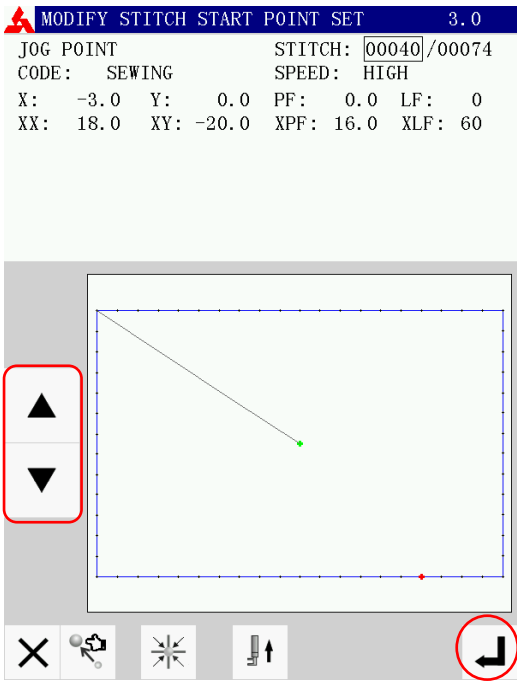 MODIFY STITCH START POINT SET 3.0
JOG POINT STITCH: 00040/00074
CODE: SEWING SPEED: HIGH
X: -3.0 Y: 0.0 PF: 0.0 LF: 0
XX: 18.0 XY: -20.0 XPF: 16.0 XLF: 60